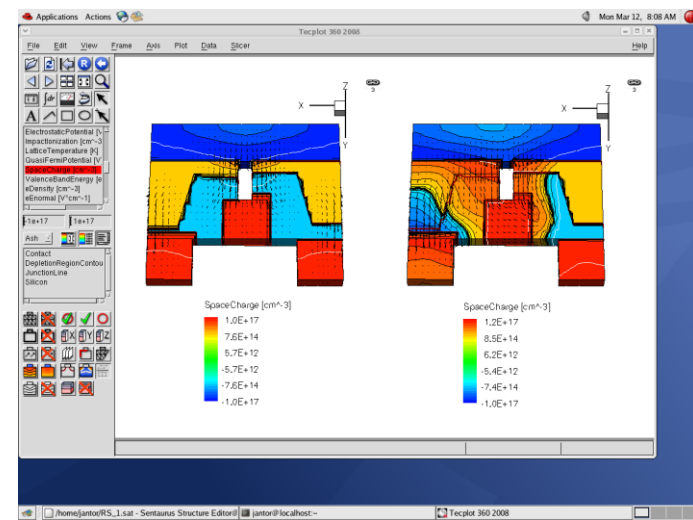 Applications Actions
Mon Mar 12, 8:08 AM
Tecplot 360 2008
File Edit View Frame Axis Plot Data Slicer Help
ElectrostaticPotential [V
ImpactIonization [cm^-3
LatticeTemperature [K]
QuasiFermiPotential [V
SpaceCharge [cm^-3]
ValenceBandEnergy [e
eDensity [cm^-3]
eEnormal [V*cm^-1]
-1e+17 1e+17
Ash
Contact
DepletionRegionContou
JunctionLine
Silicon
Z
3
X
Y
SpaceCharge [cm^-3]
1.0E+17
7.6E+14
5.7E+12
-5.7E+12
-7.6E+14
-1.0E+17
Z
3
X
Y
SpaceCharge [cm^-3]
1.2E+17
8.5E+14
6.2E+12
-5.4E+12
-7.4E+14
-1.0E+17
/home/jantor/RS_1.sat - Sentaurus Structure Editor@ jantor@localhost:~ Tecplot 360 2008